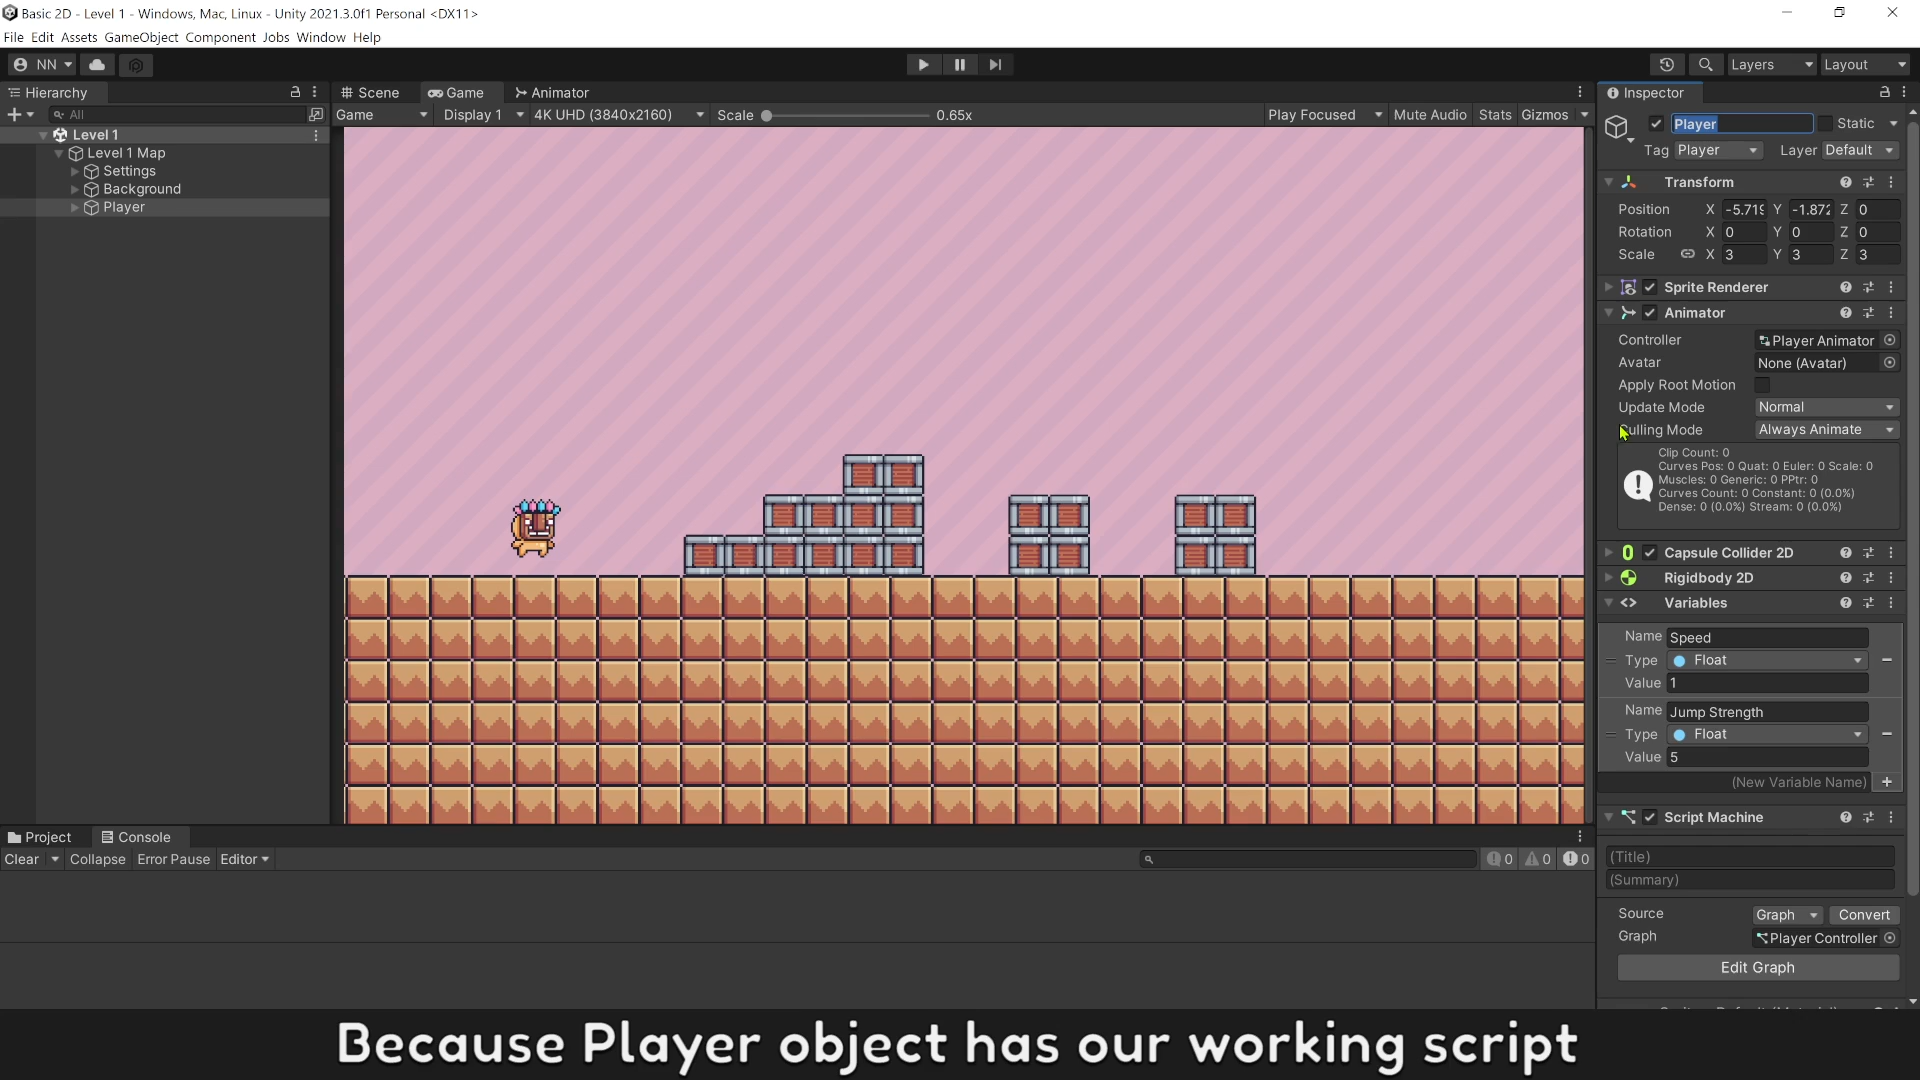 Basic 2D - Level 1 - Windows, Mac, Linux - Unity 2021.3.0f1 Personal <DX11>
File Edit Assets GameObject Component Jobs Window Help
NN Layers Layout
Hierarchy
All
Level 1
Level 1 Map
Settings
Background
Player
Scene Game Animator
Game Display 1 4K UHD (3840x2160) Scale 0.65x Play Focused Mute Audio Stats Gizmos
Inspector
Player Static
Tag Player Layer Default
Transform
Position X -5.719 Y -1.872 Z 0
Rotation X 0 Y 0 Z 0
Scale X 3 Y 3 Z 3
Sprite Renderer
Animator
Controller Player Animator
Avatar None (Avatar)
Apply Root Motion
Update Mode Normal
Culling Mode Always Animate
Clip Count: 0
Curves Pos: 0 Quat: 0 Euler: 0 Scale: 0
Muscles: 0 Generic: 0 PPtr: 0
Curves Count: 0 Constant: 0 (0.0%)
Dense: 0 (0.0%) Stream: 0 (0.0%)
Capsule Collider 2D
Rigidbody 2D
Variables
Name Speed
Type Float
Value 1
Name Jump Strength
Type Float
Value 5
(New Variable Name)
Script Machine
(Title)
(Summary)
Source Graph Convert
Graph Player Controller
Edit Graph
Project Console
Clear Collapse Error Pause Editor 0 0 0
Because Player object has our working script